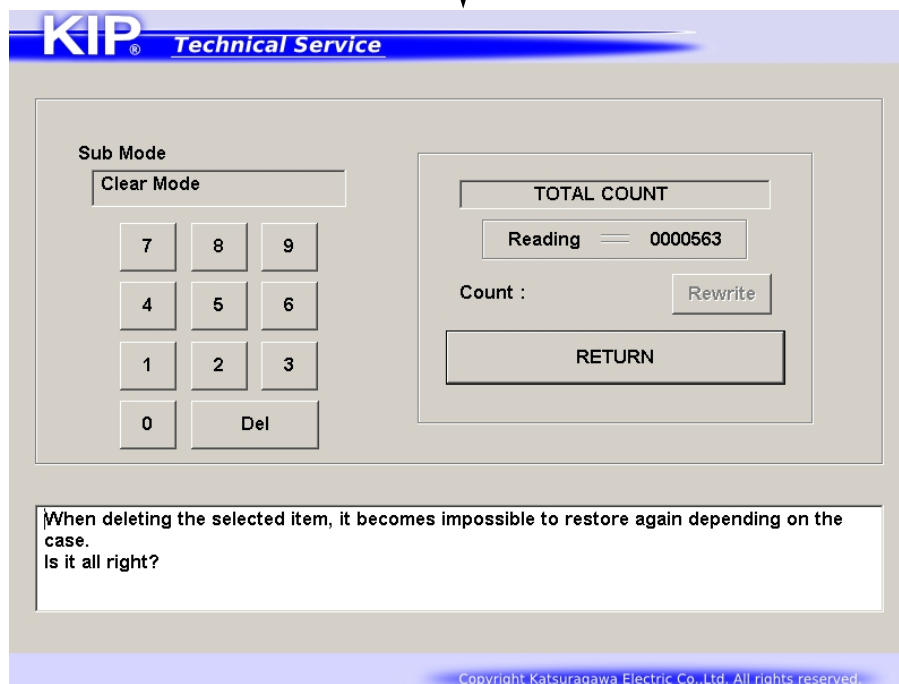 KIP®
Technical Service
Sub Mode
Clear Mode
7 8 9
4 5 6
1 2 3
0 Del
TOTAL COUNT
Reading 0000563
Count : Rewrite
RETURN
When deleting the selected item, it becomes impossible to restore again depending on the
case.
Is it all right?
Copyright Katsuragawa Electric Co.,Ltd. All rights reserved.